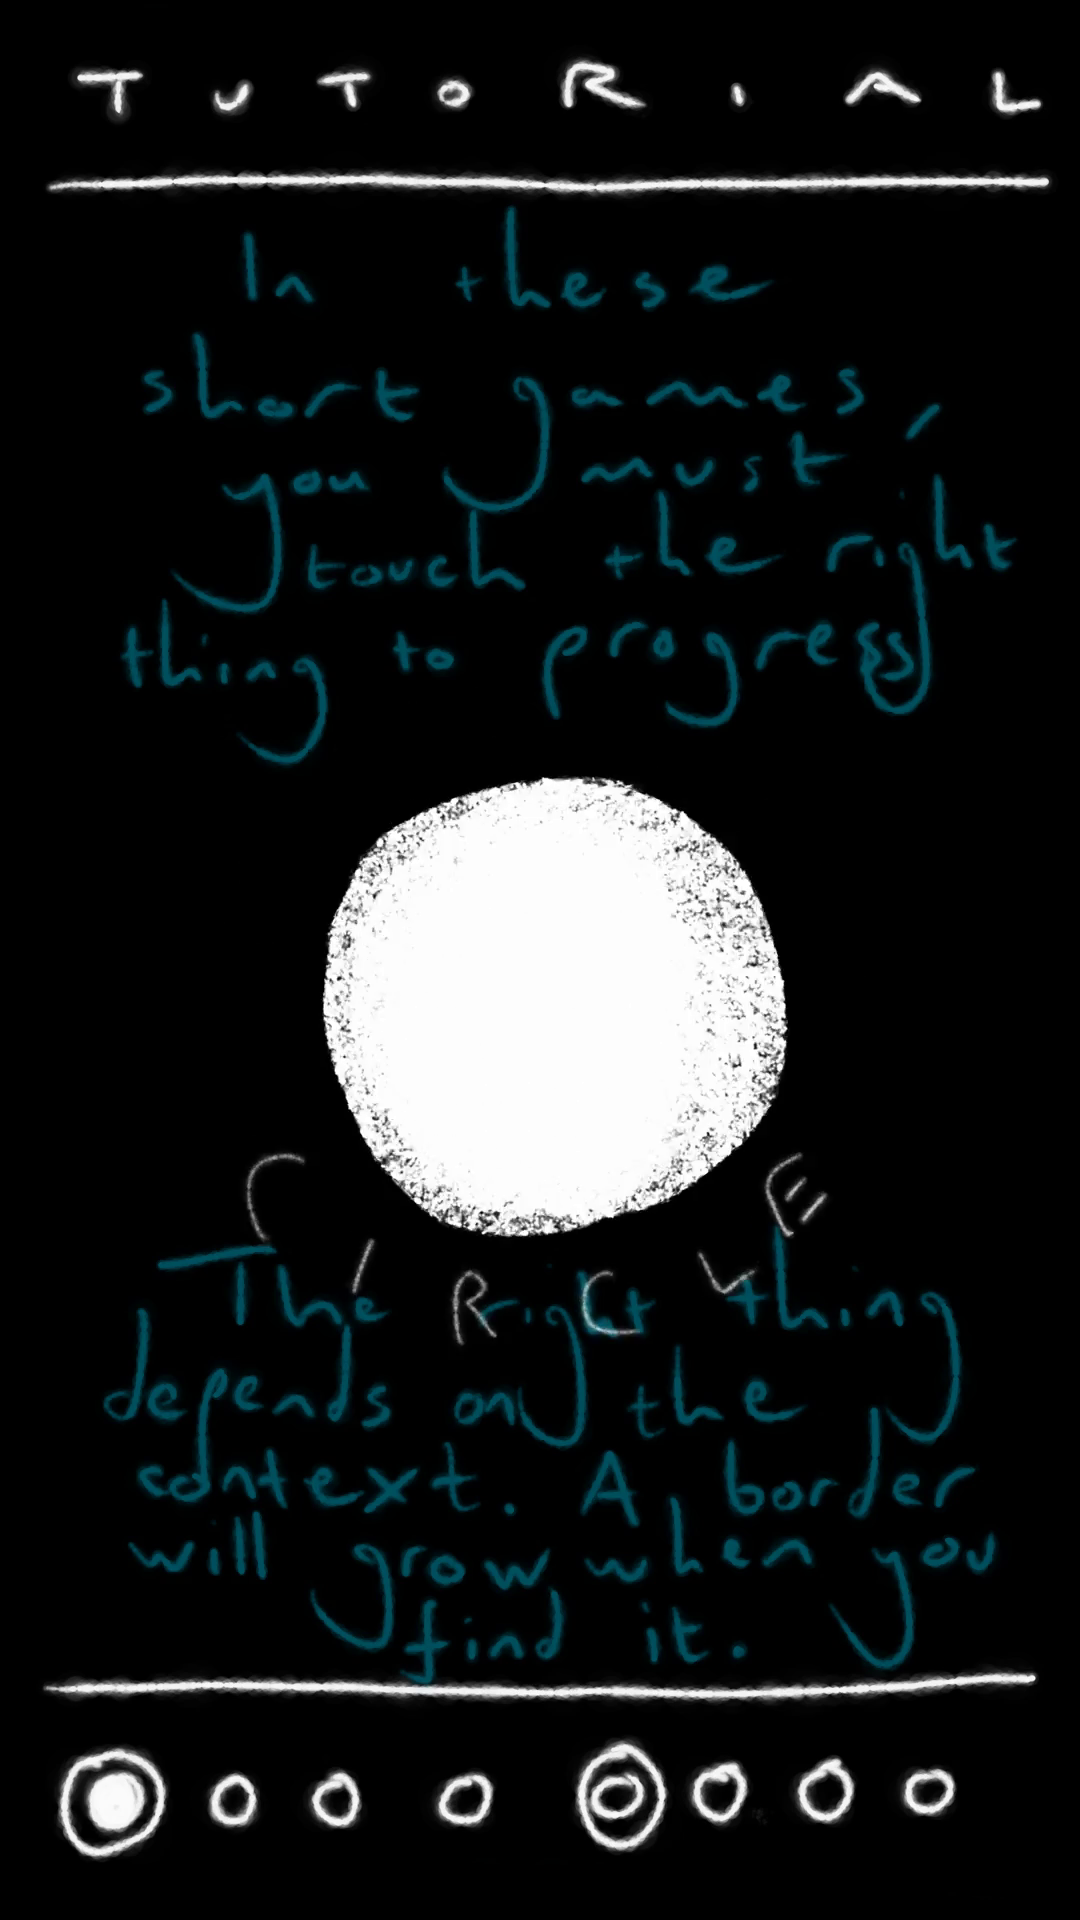 TUTORIAL
In these
short games,
you must
touch the right
thing to progress
CIRCLE
The right thing
depends on the
context. A border
will grow when you
find it.